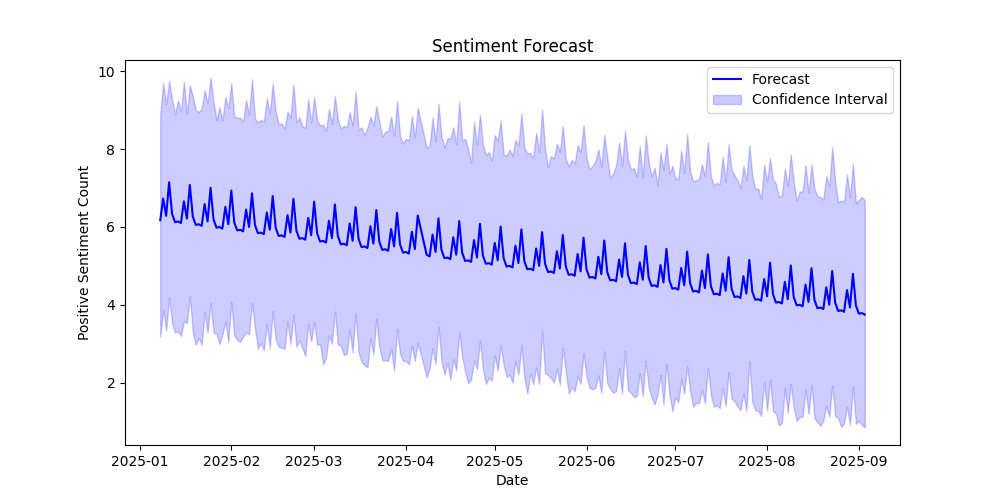 Sentiment Forecast
Forecast
Confidence Interval
Positive Sentiment Count
10
8
6
4
2
2025-01
2025-02
2025-03
2025-04
2025-05
2025-06
2025-07
2025-08
2025-09
Date